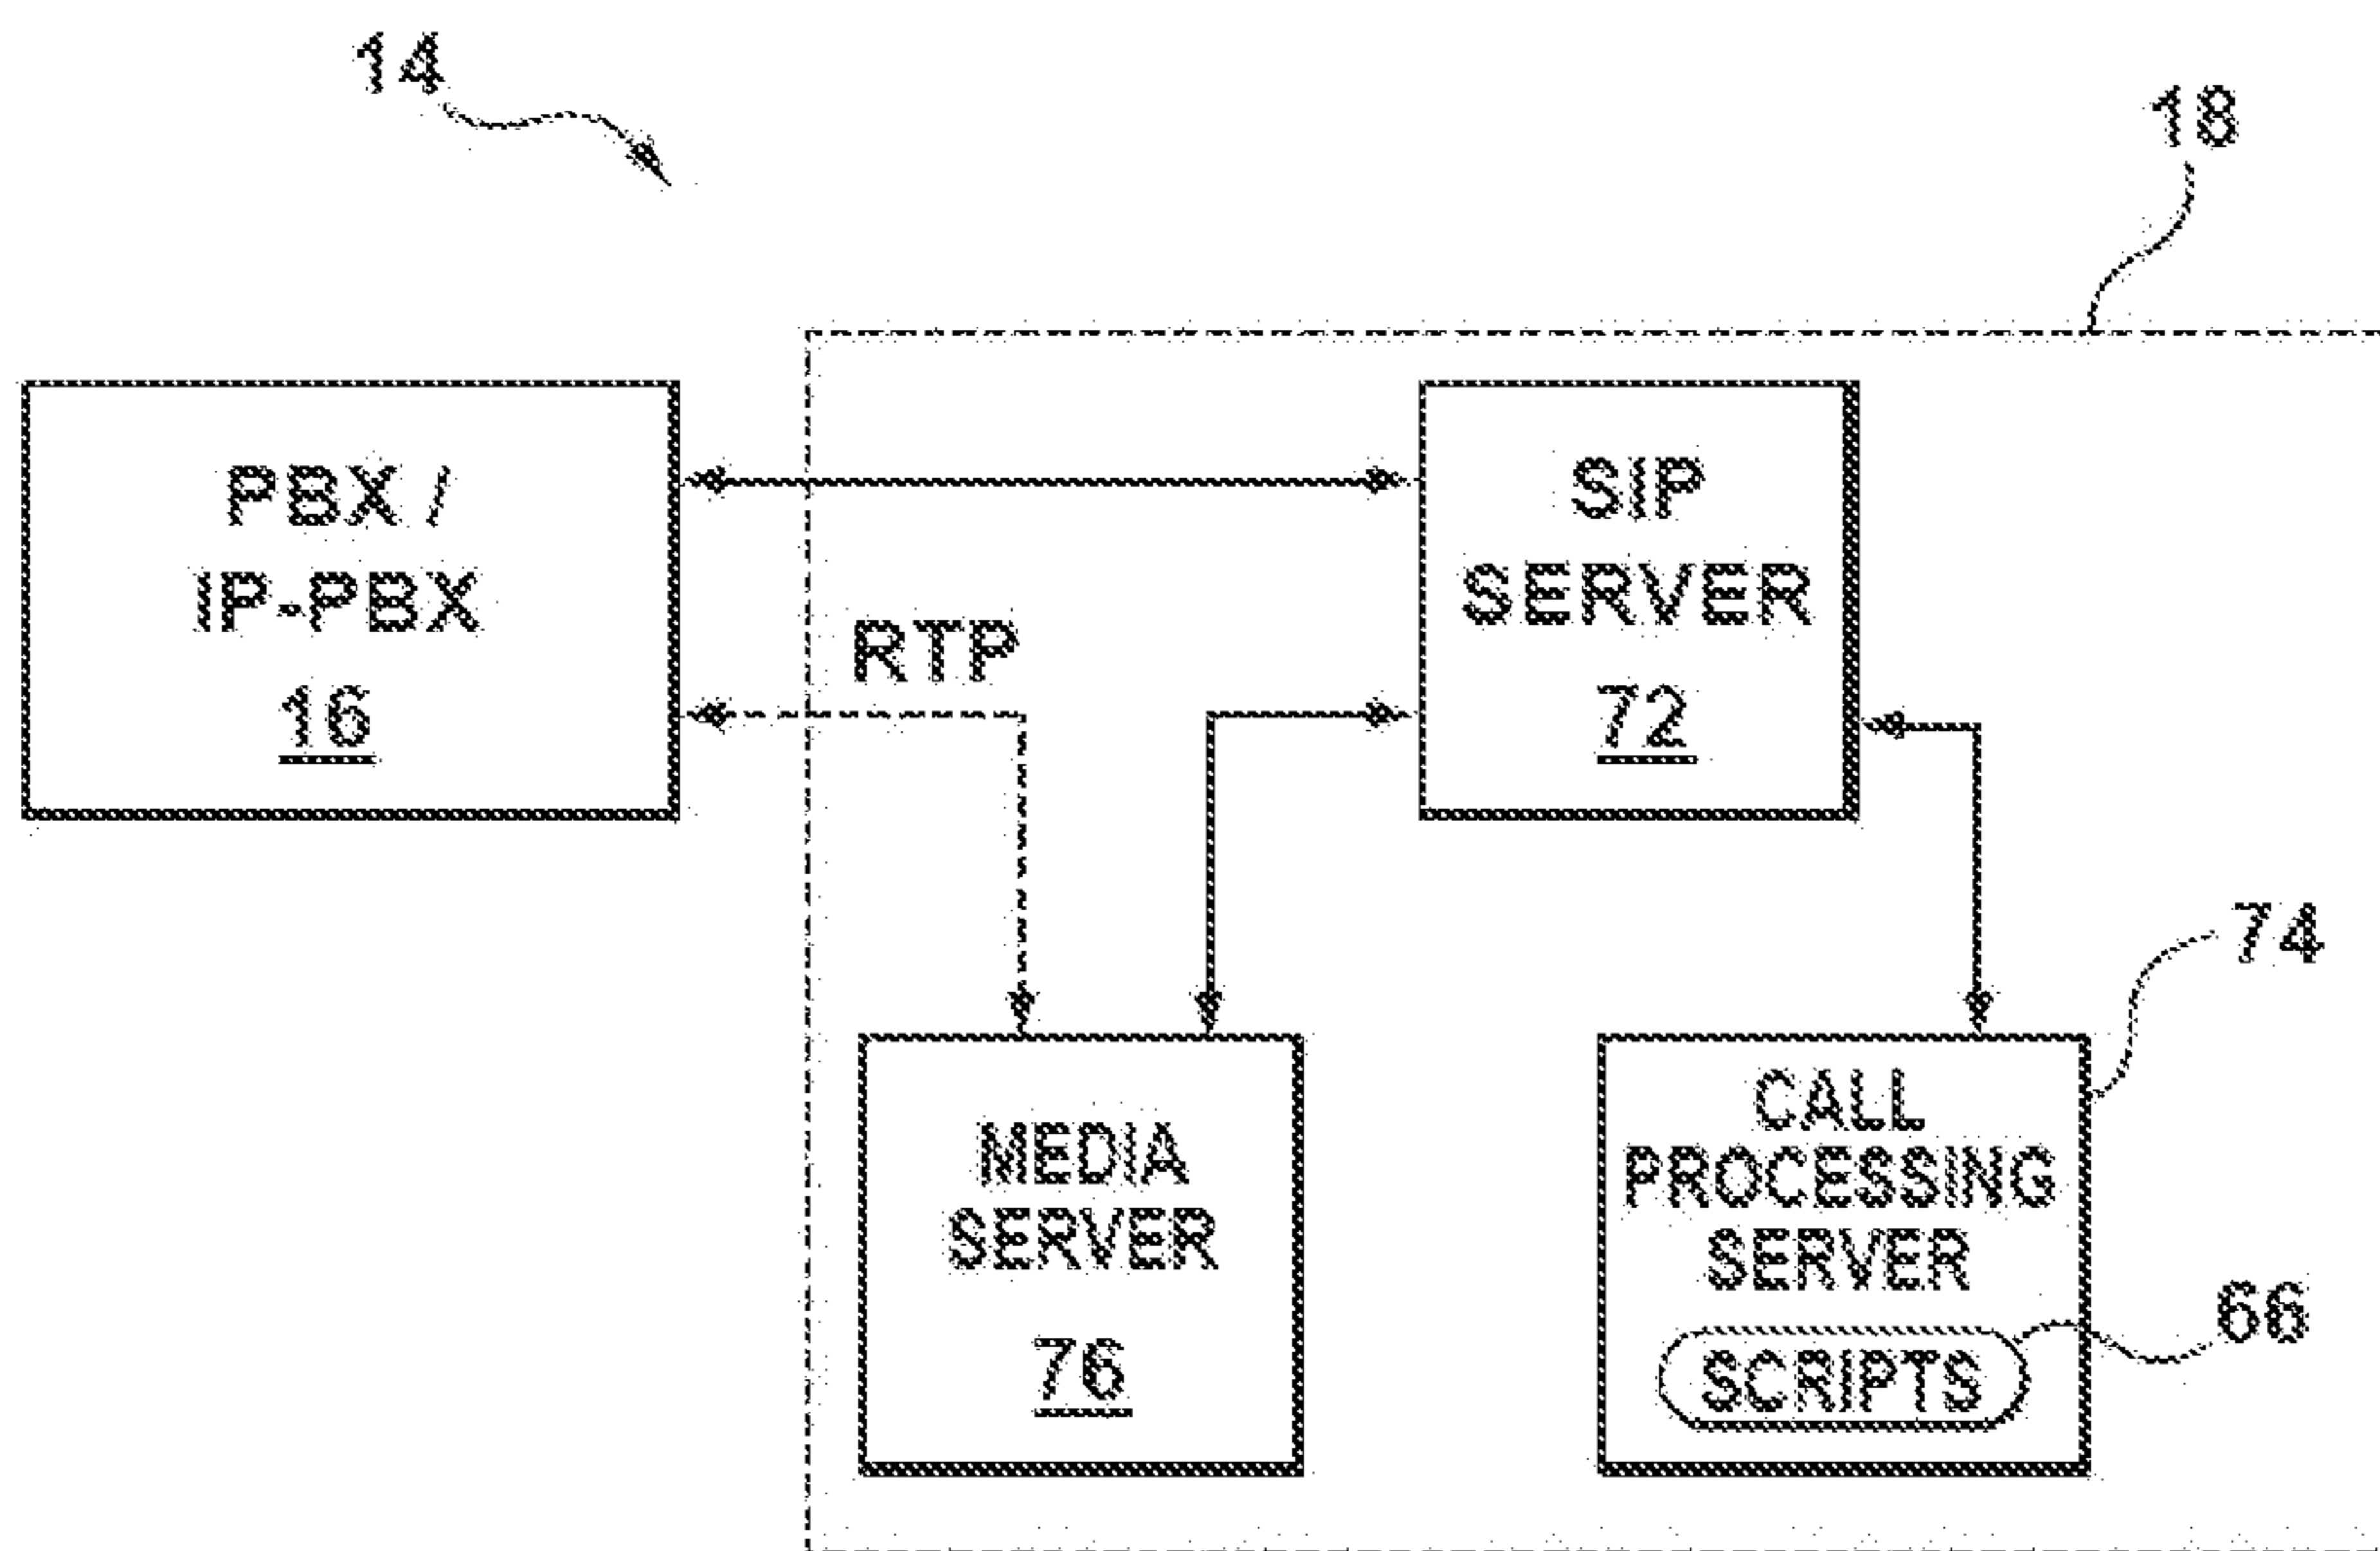 14
18
PBX /
IP-PBX
16
RTP
SIP
SERVER
72
74
MEDIA
SERVER
76
CALL
PROCESSING
SERVER
SCRIPTS
66